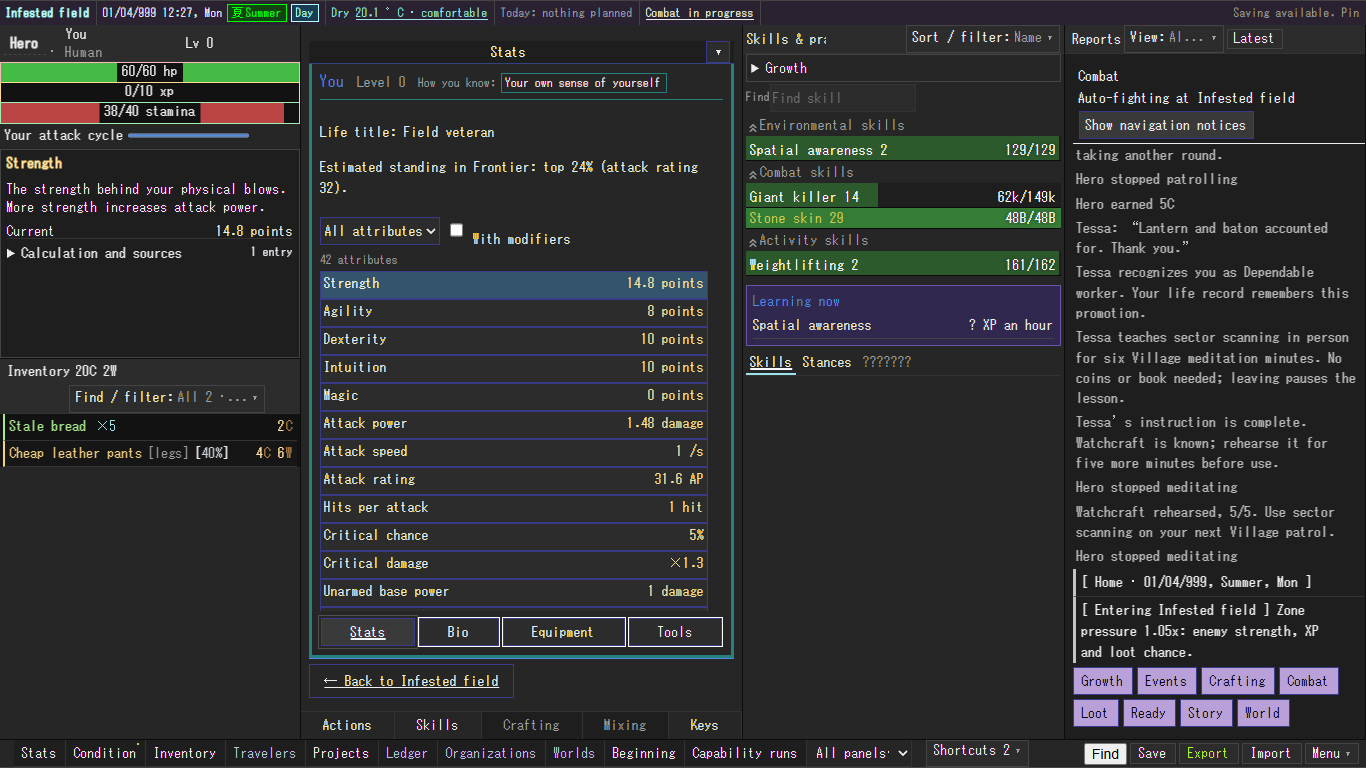 Infested field 01/04/999 12:27, Mon 夏Summer Day Dry 20.1 ° C · comfortable Today: nothing planned Combat in progress Saving available. Pin
Hero · You Human Lv 0
60/60 hp
0/10 xp
38/40 stamina
Your attack cycle
Strength
The strength behind your physical blows.
More strength increases attack power.
Current 14.8 points
▶ Calculation and sources 1 entry
Inventory 20C 2W
Find / filter: All 2 ·... ▾
Stale bread ×5 2C
Cheap leather pants [legs] [40%] 4C 6W
Stats ▾
You Level 0 How you know: Your own sense of yourself
Life title: Field veteran
Estimated standing in Frontier: top 24% (attack rating
32).
All attributes With modifiers
42 attributes
Strength 14.8 points
Agility 8 points
Dexterity 10 points
Intuition 10 points
Magic 0 points
Attack power 1.48 damage
Attack speed 1 /s
Attack rating 31.6 AP
Hits per attack 1 hit
Critical chance 5%
Critical damage ×1.3
Unarmed base power 1 damage
Stats Bio Equipment Tools
← Back to Infested field
Actions Skills Crafting Mixing Keys
Skills & pra
Sort / filter: Name ▾
▶ Growth
Find Find skill
Environmental skills
Spatial awareness 2 129/129
Combat skills
Giant killer 14 62k/149k
Stone skin 29 48B/48B
Activity skills
Weightlifting 2 161/162
Learning now
Spatial awareness ? XP an hour
Skills Stances ???????
Reports View: Al... ▾ Latest
Combat
Auto-fighting at Infested field
Show navigation notices
taking another round.
Hero stopped patrolling
Hero earned 5C
Tessa: “Lantern and baton accounted
for. Thank you.”
Tessa recognizes you as Dependable
worker. Your life record remembers this
promotion.
Tessa teaches sector scanning in person
for six Village meditation minutes. No
coins or book needed; leaving pauses the
lesson.
Tessa's instruction is complete.
Watchcraft is known; rehearse it for
five more minutes before use.
Hero stopped meditating
Watchcraft rehearsed, 5/5. Use sector
scanning on your next Village patrol.
Hero stopped meditating
[ Home · 01/04/999, Summer, Mon ]
[ Entering Infested field ] Zone
pressure 1.05x: enemy strength, XP
and loot chance.
Growth Events Crafting Combat
Loot Ready Story World
Stats Condition Inventory Travelers Projects Ledger Organizations Worlds Beginning Capability runs All panels· Shortcuts 2 ▾ Find Save Export Import Menu ▾